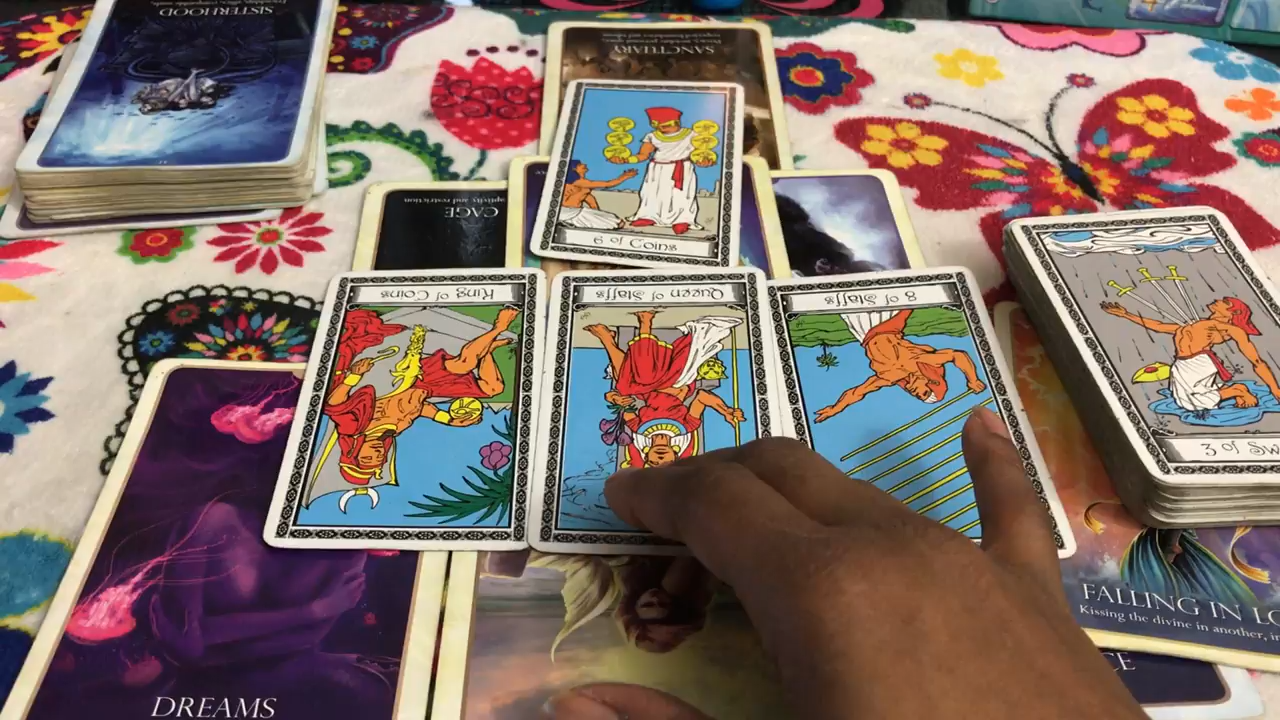 SISTERHOOD
SANCTUARY
CAGE
6 of Coins
King of Coins
Queen of Staffs
8 of Staffs
3 of Sw
FALLING IN LO
Kissing the divine in another, in
CE
DREAMS